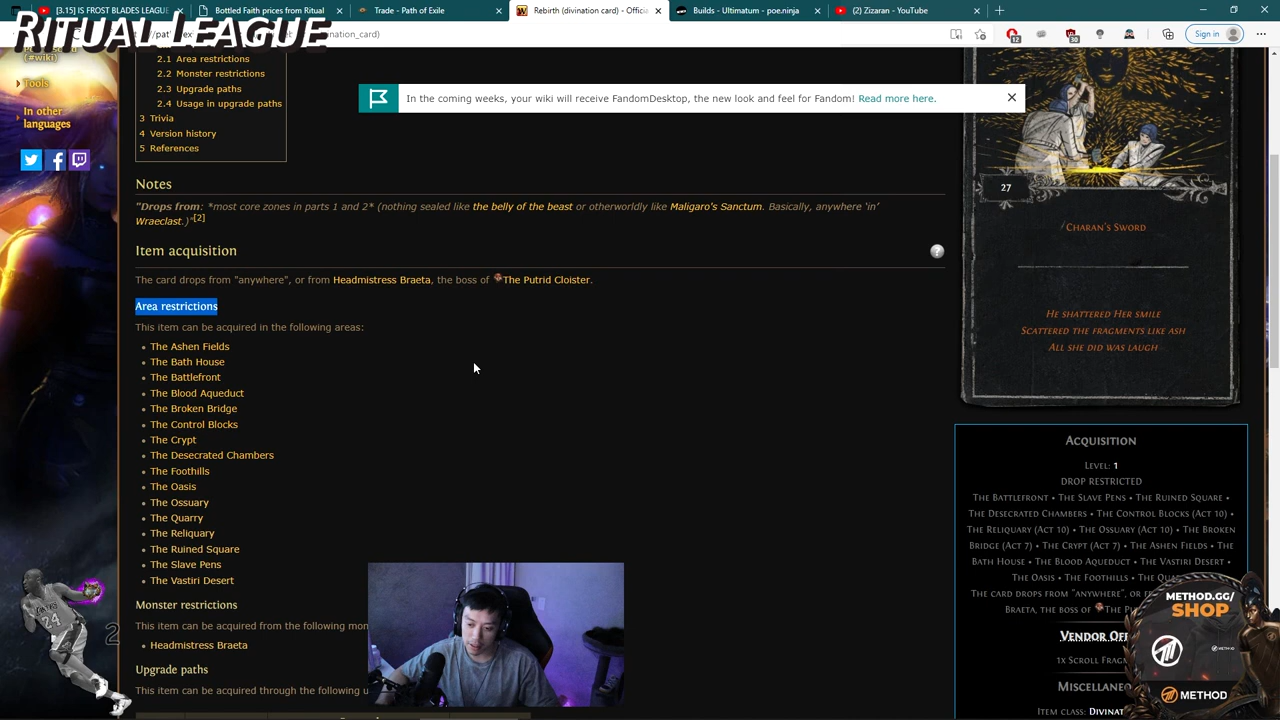 [3.15] IS FROST BLADES LEAGUE
Bottled Faith prices from Ritual
Trade - Path of Exile
Rebirth (divination card) - Offici
Builds - Ultimatum - poe.ninja
(2) Zizaran - YouTube
RITUAL LEAGUE
Sign in
(#wiki)
Tools
In other
languages
2.1 Area restrictions
2.2 Monster restrictions
2.3 Upgrade paths
2.4 Usage in upgrade paths
3 Trivia
4 Version history
5 References
In the coming weeks, your wiki will receive FandomDesktop, the new look and feel for Fandom! Read more here.
Notes
"Drops from: *most core zones in parts 1 and 2* (nothing sealed like the belly of the beast or otherworldly like Maligaro's Sanctum. Basically, anywhere 'in'
Wraeclast.)"[2]
Item acquisition
The card drops from "anywhere", or from Headmistress Braeta, the boss of The Putrid Cloister.
Area restrictions
This item can be acquired in the following areas:
The Ashen Fields
The Bath House
The Battlefront
The Blood Aqueduct
The Broken Bridge
The Control Blocks
The Crypt
The Desecrated Chambers
The Foothills
The Oasis
The Ossuary
The Quarry
The Reliquary
The Ruined Square
The Slave Pens
The Vastiri Desert
Monster restrictions
This item can be acquired from the following mon
Headmistress Braeta
Upgrade paths
This item can be acquired through the following u
27
CHARAN'S SWORD
HE SHATTERED HER SMILE
SCATTERED THE FRAGMENTS LIKE ASH
ALL SHE DID WAS LAUGH
ACQUISITION
LEVEL: 1
DROP RESTRICTED
THE BATTLEFRONT • THE SLAVE PENS • THE RUINED SQUARE •
THE DESECRATED CHAMBERS • THE CONTROL BLOCKS (ACT 10) •
THE RELIQUARY (ACT 10) • THE OSSUARY (ACT 10) • THE BROKEN
BRIDGE (ACT 7) • THE CRYPT (ACT 7) • THE ASHEN FIELDS • THE
BATH HOUSE • THE BLOOD AQUEDUCT • THE VASTIRI DESERT •
THE OASIS • THE FOOTHILLS • THE QUA
THE CARD DROPS FROM "ANYWHERE", OR F
BRAETA, THE BOSS OF THE PU
VENDOR OFF
1X SCROLL FRAGM
MISCELLANEO
ITEM CLASS: DIVINAT
METHOD.GG/
SHOP
METHOD
LAKERS
24
2